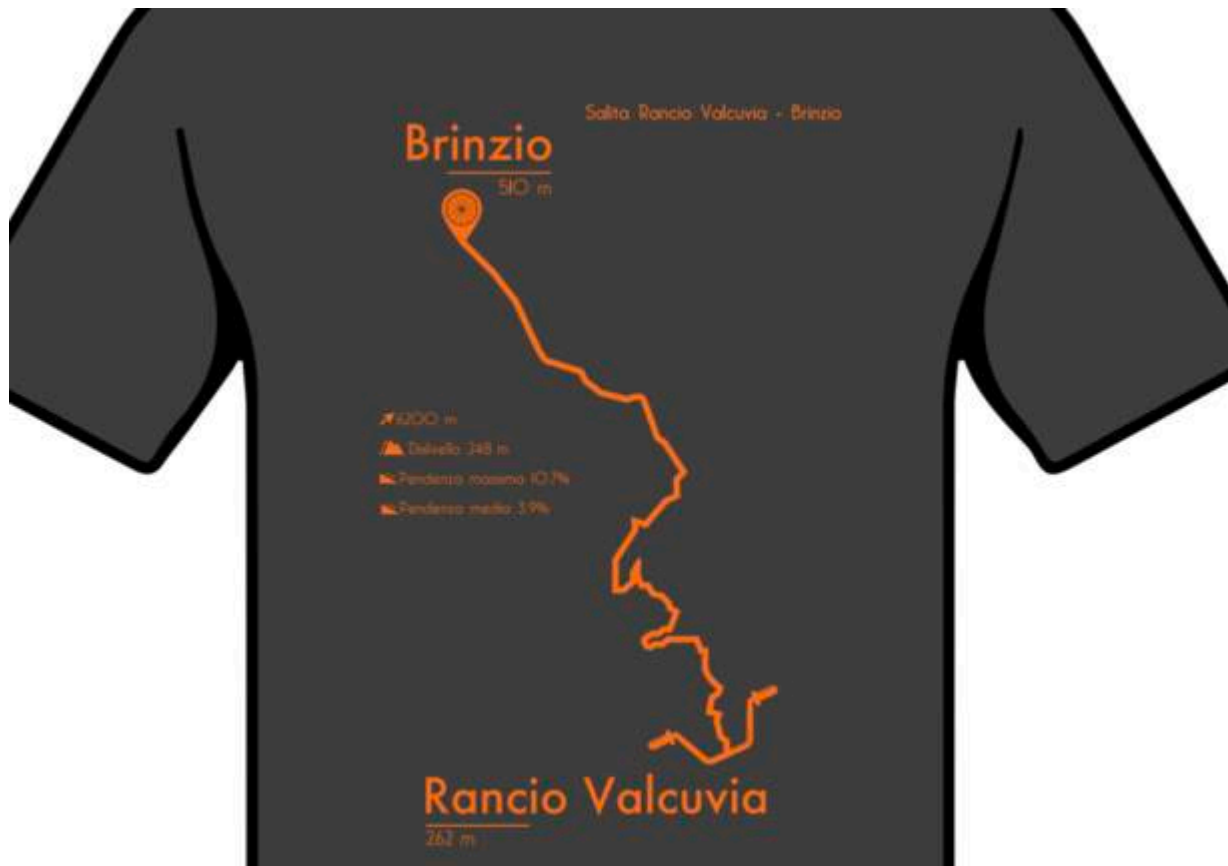 Salita Rancio Valcuvia - Brinzio
Brinzio
510 m
6200 m
Dislivello 248 m
Pendenza massima 10.7%
Pendenza media 3.9%
Rancio Valcuvia
262 m